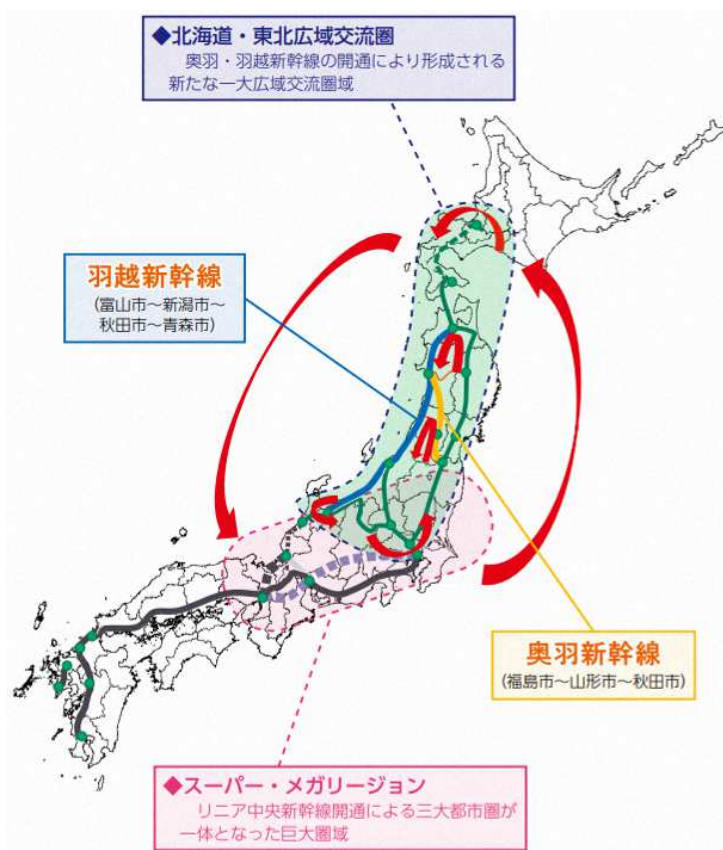 ◆北海道・東北広域交流圏
奥羽・羽越新幹線の開通により形成される
新たな一大広域交流圏域
羽越新幹線
（富山市～新潟市～
秋田市～青森市）
奥羽新幹線
（福島市～山形市～秋田市）
◆スーパー・メガリージョン
リニア中央新幹線開通による三大都市圏が
一体となった巨大圏域